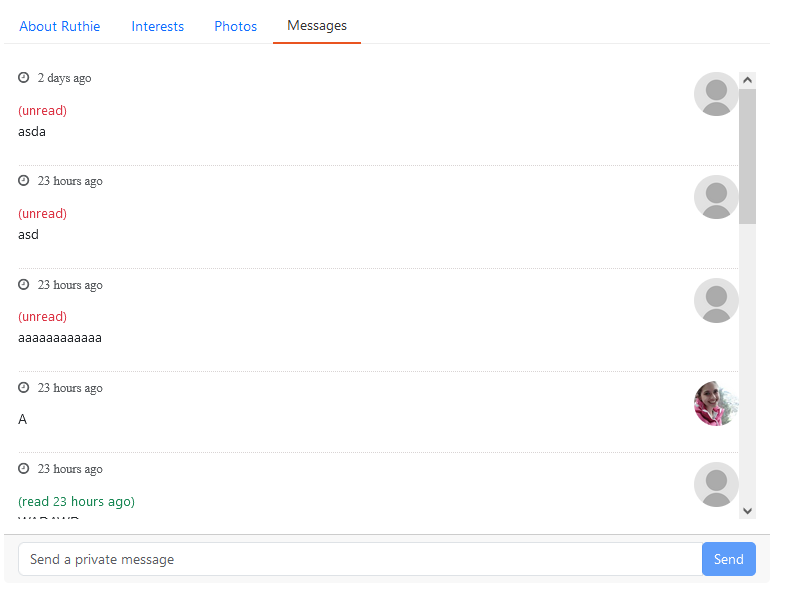 About Ruthie Interests Photos Messages
2 days ago
(unread)
asda
23 hours ago
(unread)
asd
23 hours ago
(unread)
aaaaaaaaaaaa
23 hours ago
A
23 hours ago
(read 23 hours ago)
Send a private message Send